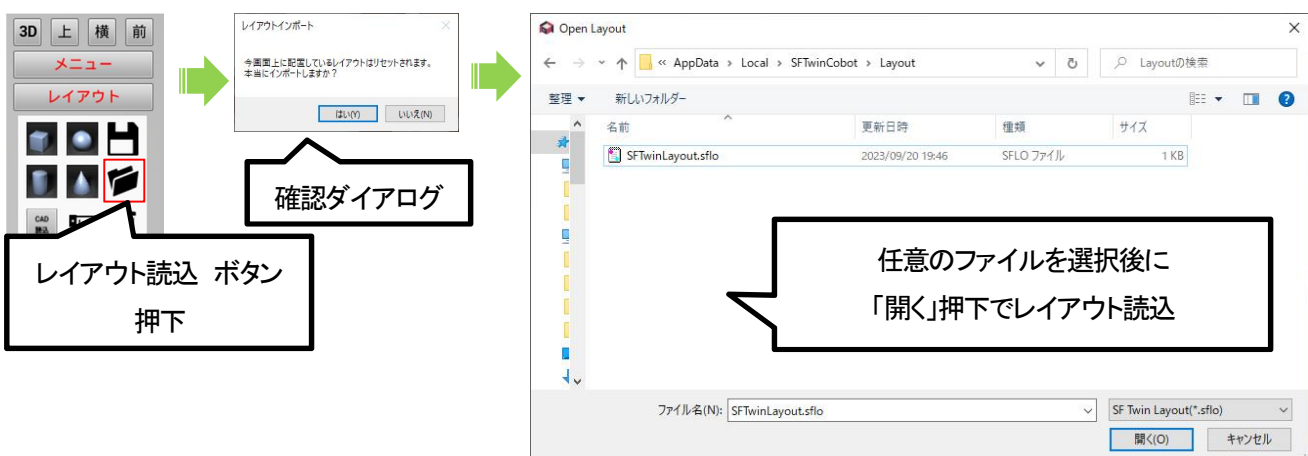 3D 上 横 前
メニュー
レイアウト
CAD
読込
レイアウト読込 ボタン
押下
レイアウトインポート
今画面上に配置しているレイアウトはリセットされます。
本当にインポートしますか？
はい(Y) いいえ(N)
確認ダイアログ
Open Layout
« AppData › Local › SFTwinCobot › Layout
Layoutの検索
整理 新しいフォルダー
名前 更新日時 種類 サイズ
SFTwinLayout.sflo 2023/09/20 19:46 SFLO ファイル 1 KB
任意のファイルを選択後に
「開く」押下でレイアウト読込
ファイル名(N): SFTwinLayout.sflo SF Twin Layout(*.sflo)
開く(O) キャンセル